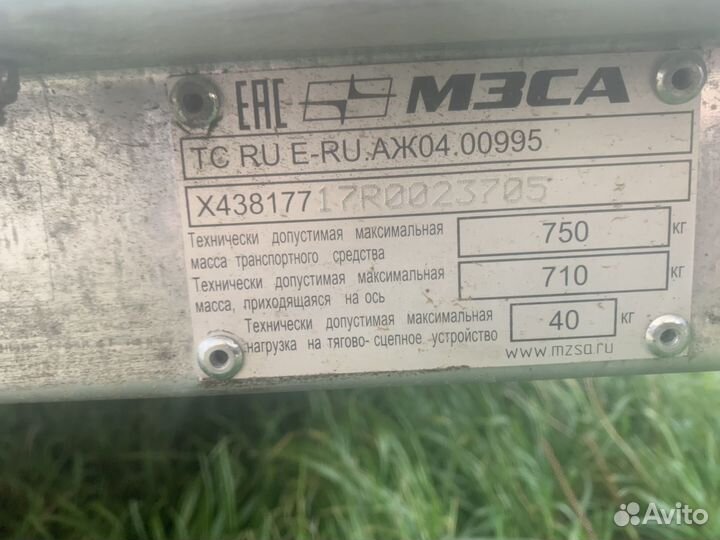 EAC МЗСА
ТС RU E-RU.АЖ04.00995
X43817717R0023705
Технически допустимая максимальная масса транспортного средства
750 кг
Технически допустимая максимальная масса, приходящаяся на ось
710 кг
Технически допустимая максимальная нагрузка на тягово-сцепное устройство
40 кг
www.mzsa.ru
Avito